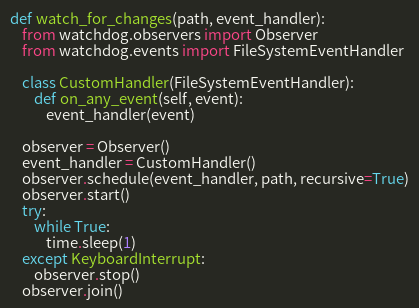 def watch_for_changes(path, event_handler):
    from watchdog.observers import Observer
    from watchdog.events import FileSystemEventHandler

    class CustomHandler(FileSystemEventHandler):
        def on_any_event(self, event):
            event_handler(event)

    observer = Observer()
    event_handler = CustomHandler()
    observer.schedule(event_handler, path, recursive=True)
    observer.start()
    try:
        while True:
            time.sleep(1)
    except KeyboardInterrupt:
        observer.stop()
    observer.join()